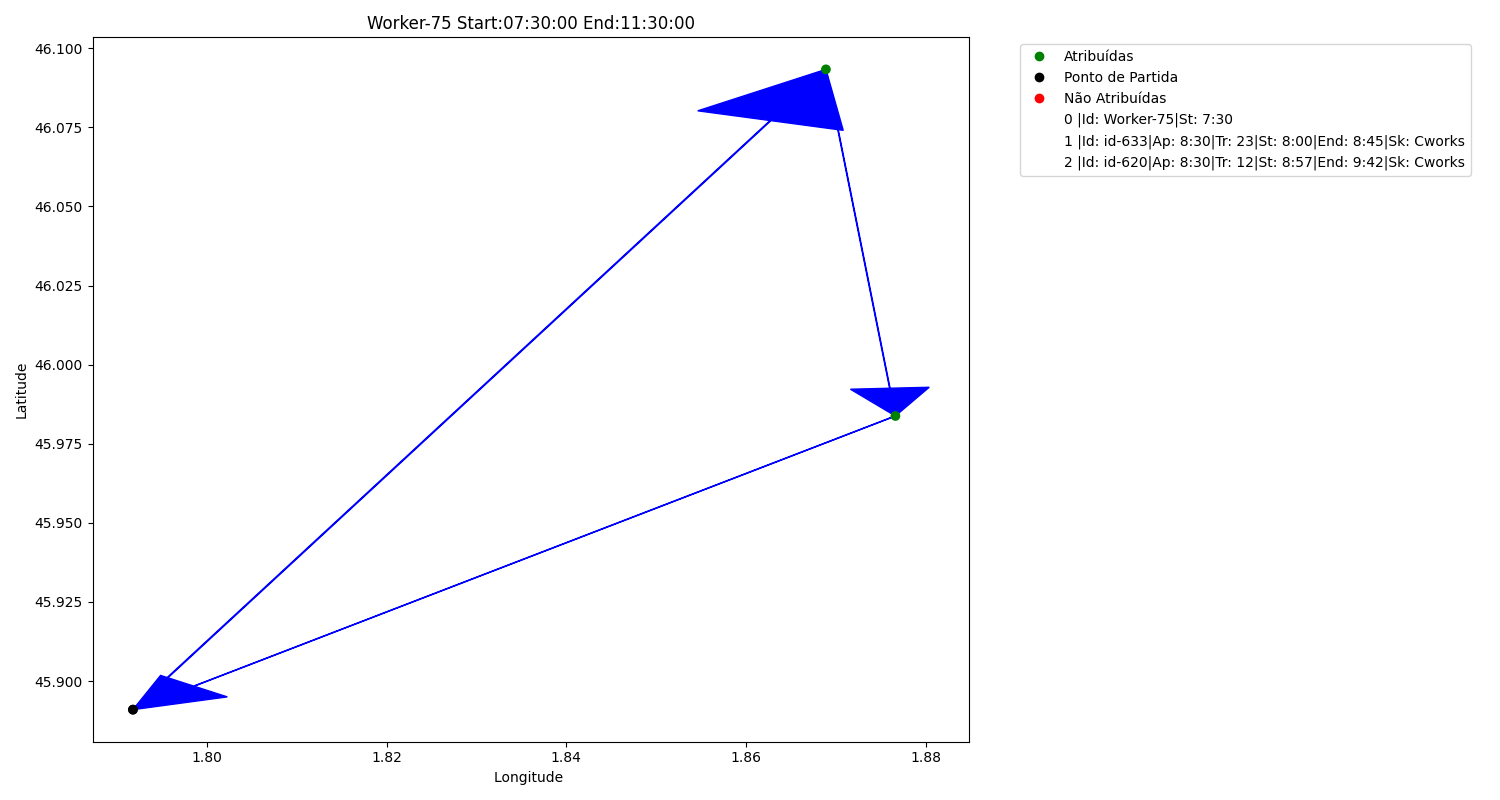 Worker-75 Start:07:30:00 End:11:30:00
46.100
46.075
46.050
46.025
46.000
45.975
45.950
45.925
45.900
Latitude
1.80
1.82
1.84
1.86
1.88
Longitude
Atribuídas
Ponto de Partida
Não Atribuídas
0 |Id: Worker-75|St: 7:30
1 |Id: id-633|Ap: 8:30|Tr: 23|St: 8:00|End: 8:45|Sk: Cworks
2 |Id: id-620|Ap: 8:30|Tr: 12|St: 8:57|End: 9:42|Sk: Cworks